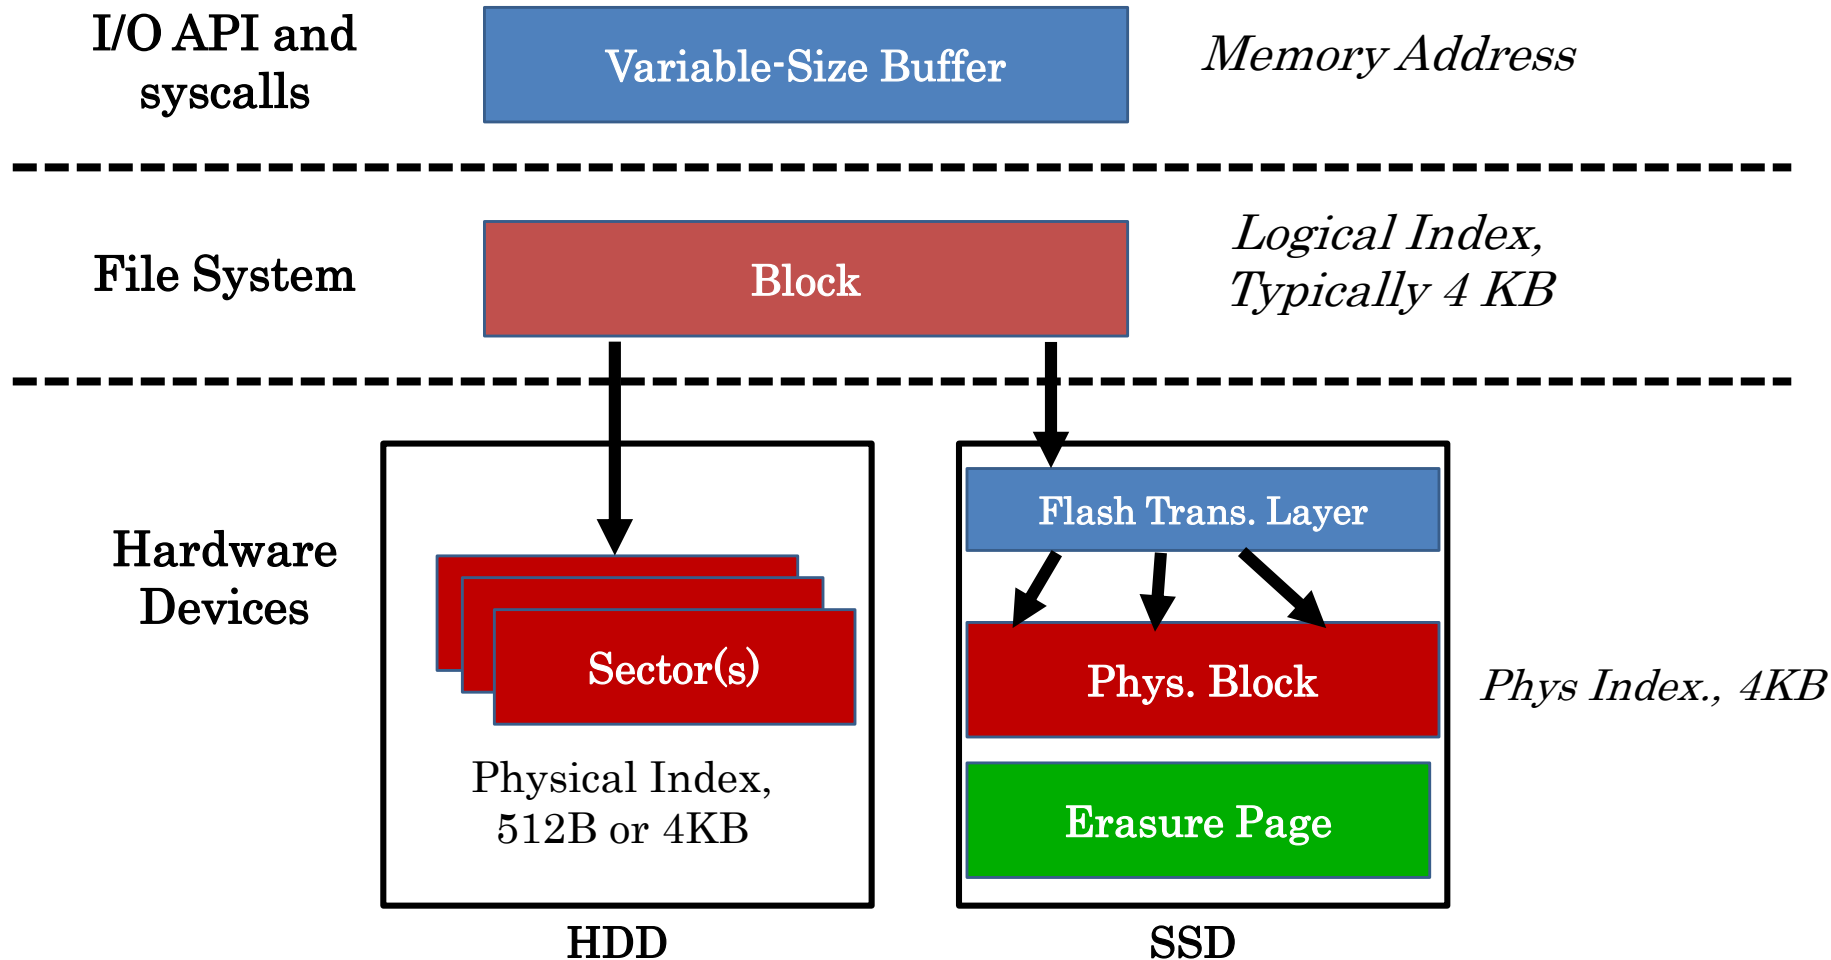 I/O API and
syscalls
Variable-Size Buffer
Memory Address
File System
Block
Logical Index,
Typically 4 KB
Hardware
Devices
Sector(s)
Physical Index,
512B or 4KB
HDD
Flash Trans. Layer
Phys. Block
Erasure Page
SSD
Phys Index., 4KB